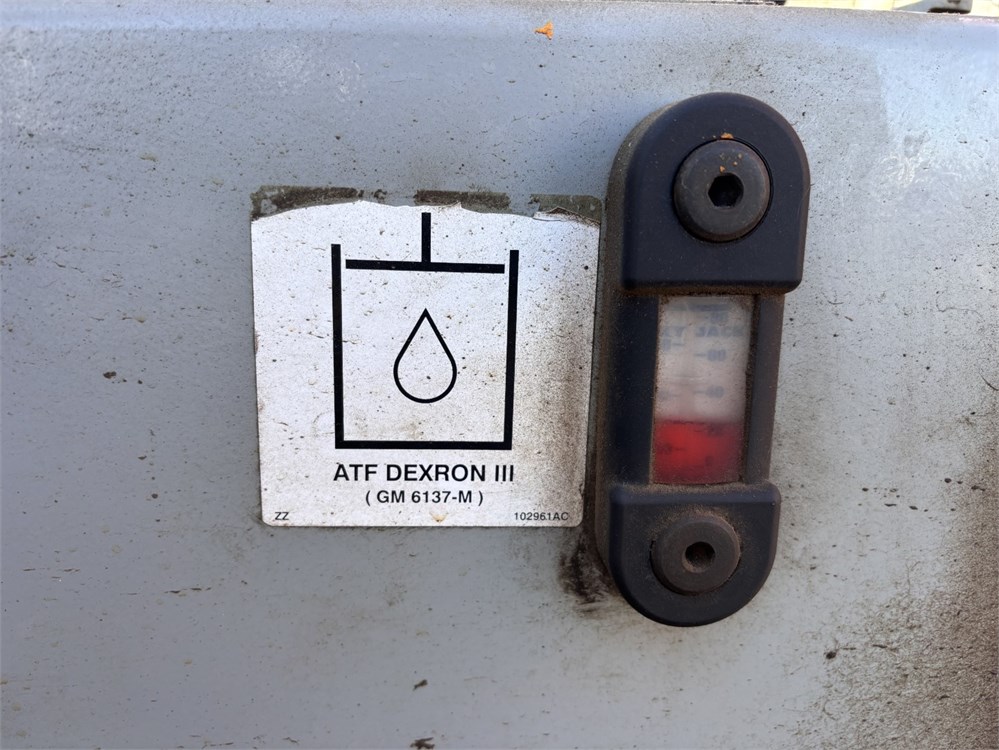 ATF DEXRON III
( GM 6137-M )
ZZ 102961AC